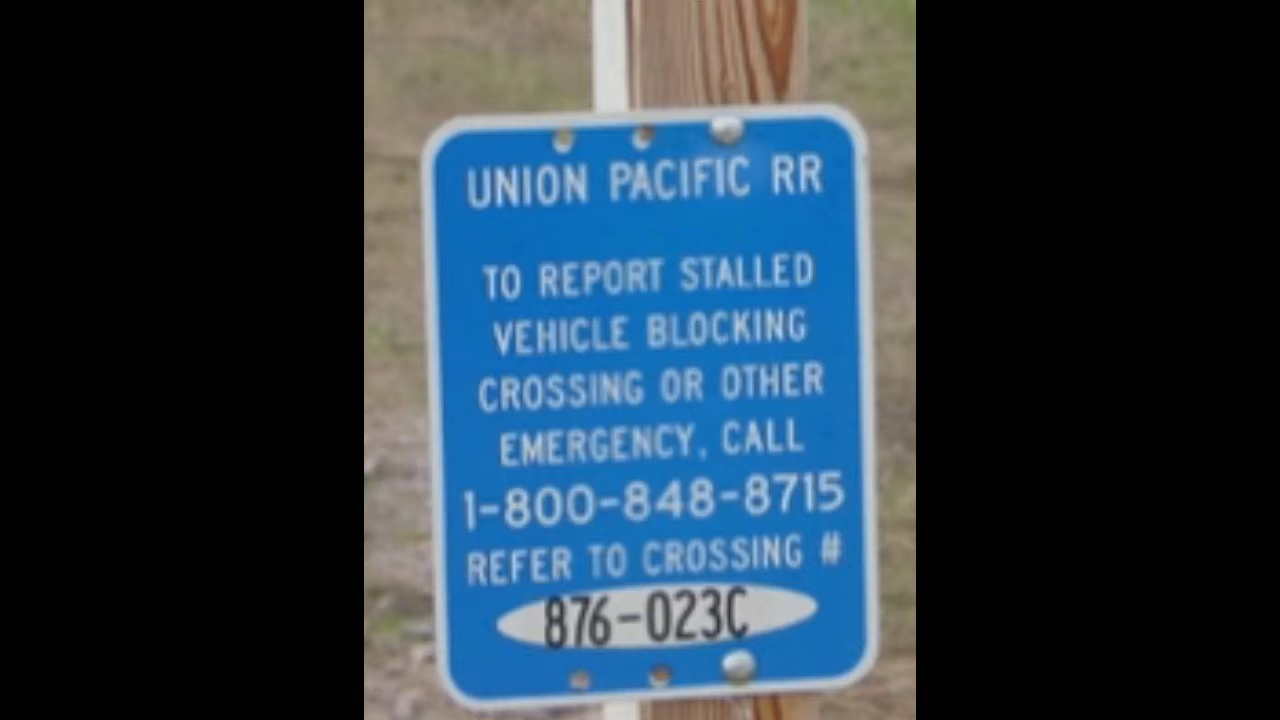 UNION PACIFIC RR
TO REPORT STALLED
VEHICLE BLOCKING
CROSSING OR OTHER
EMERGENCY, CALL
1-800-848-8715
REFER TO CROSSING #
876-023C